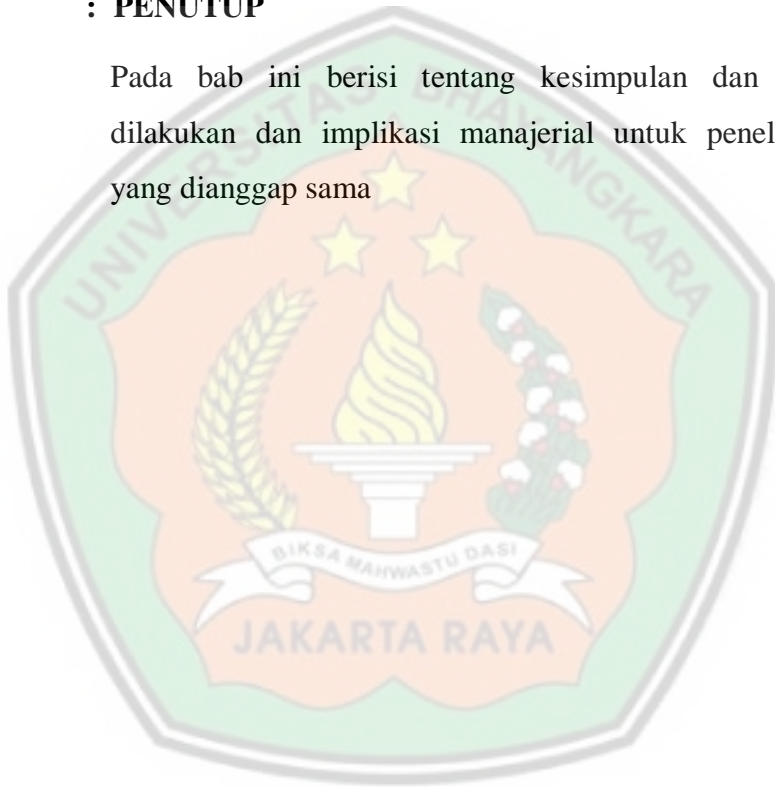 : PENUTUP
Pada bab ini berisi tentang kesimpulan dan
dilakukan dan implikasi manajerial untuk penel
yang dianggap sama
UNIVERSITAS BHAYANGKARA
BIKSA MAHWASTU DASI
JAKARTA RAYA